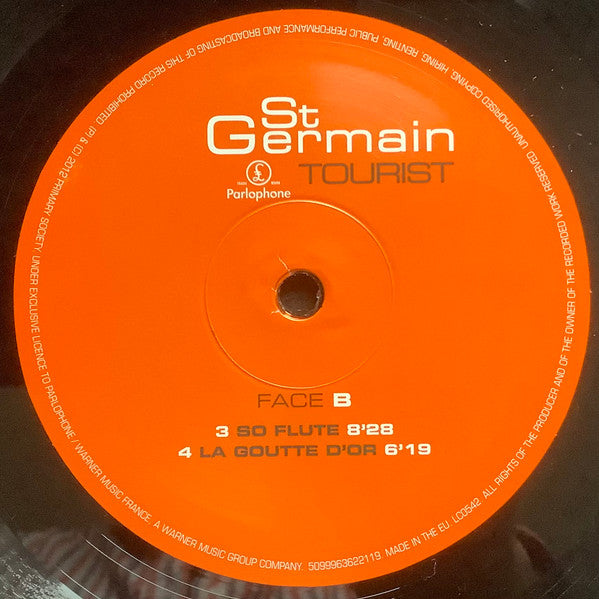 St
Germain
TOURIST
£
TRADE MARK
Parlophone
FACE B
3 SO FLUTE 8'28
4 LA GOUTTE D'OR 6'19
(P) & (C) 2012 PRIMARY SOCIETY, UNDER EXCLUSIVE LICENCE TO PARLOPHONE / WARNER MUSIC FRANCE, A WARNER MUSIC GROUP COMPANY. 5099963622119 MADE IN THE EU. LC0542 ALL RIGHTS OF THE PRODUCER AND OF THE OWNER OF THE RECORDED WORK RESERVED. UNAUTHORISED COPYING, HIRING, RENTING, PUBLIC PERFORMANCE AND BROADCASTING OF THIS RECORD PROHIBITED